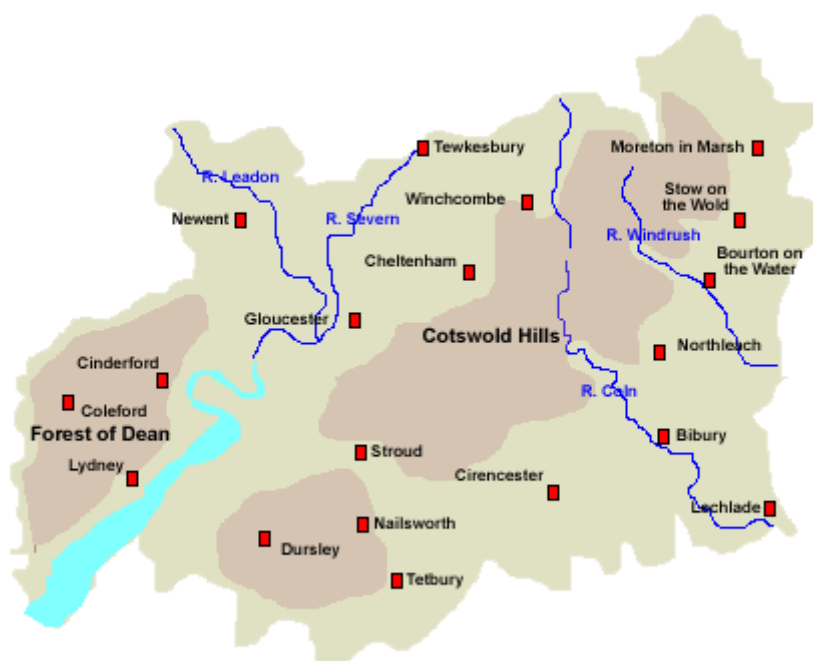 Tewkesbury
Moreton in Marsh
R. Leadon
Stow on
the Wold
Winchcombe
Newent
R. Severn
R. Windrush
Bourton on
the Water
Cheltenham
Gloucester
Cotswold Hills
Northleach
Cinderford
R. Coln
Coleford
Forest of Dean
Bibury
Stroud
Lydney
Cirencester
Lechlade
Nailsworth
Dursley
Tetbury